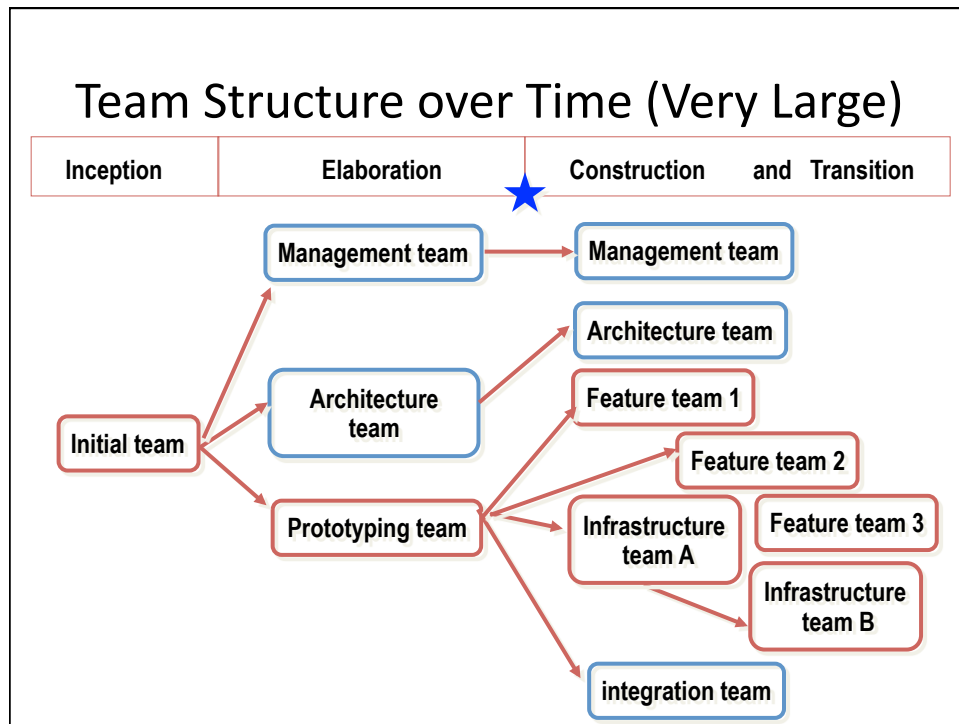 Team Structure over Time (Very Large)
Inception Elaboration Construction and Transition
Management team
Management team
Architecture team
Architecture
team
Feature team 1
Initial team
Feature team 2
Prototyping team
Infrastructure
team A
Feature team 3
Infrastructure
team B
integration team